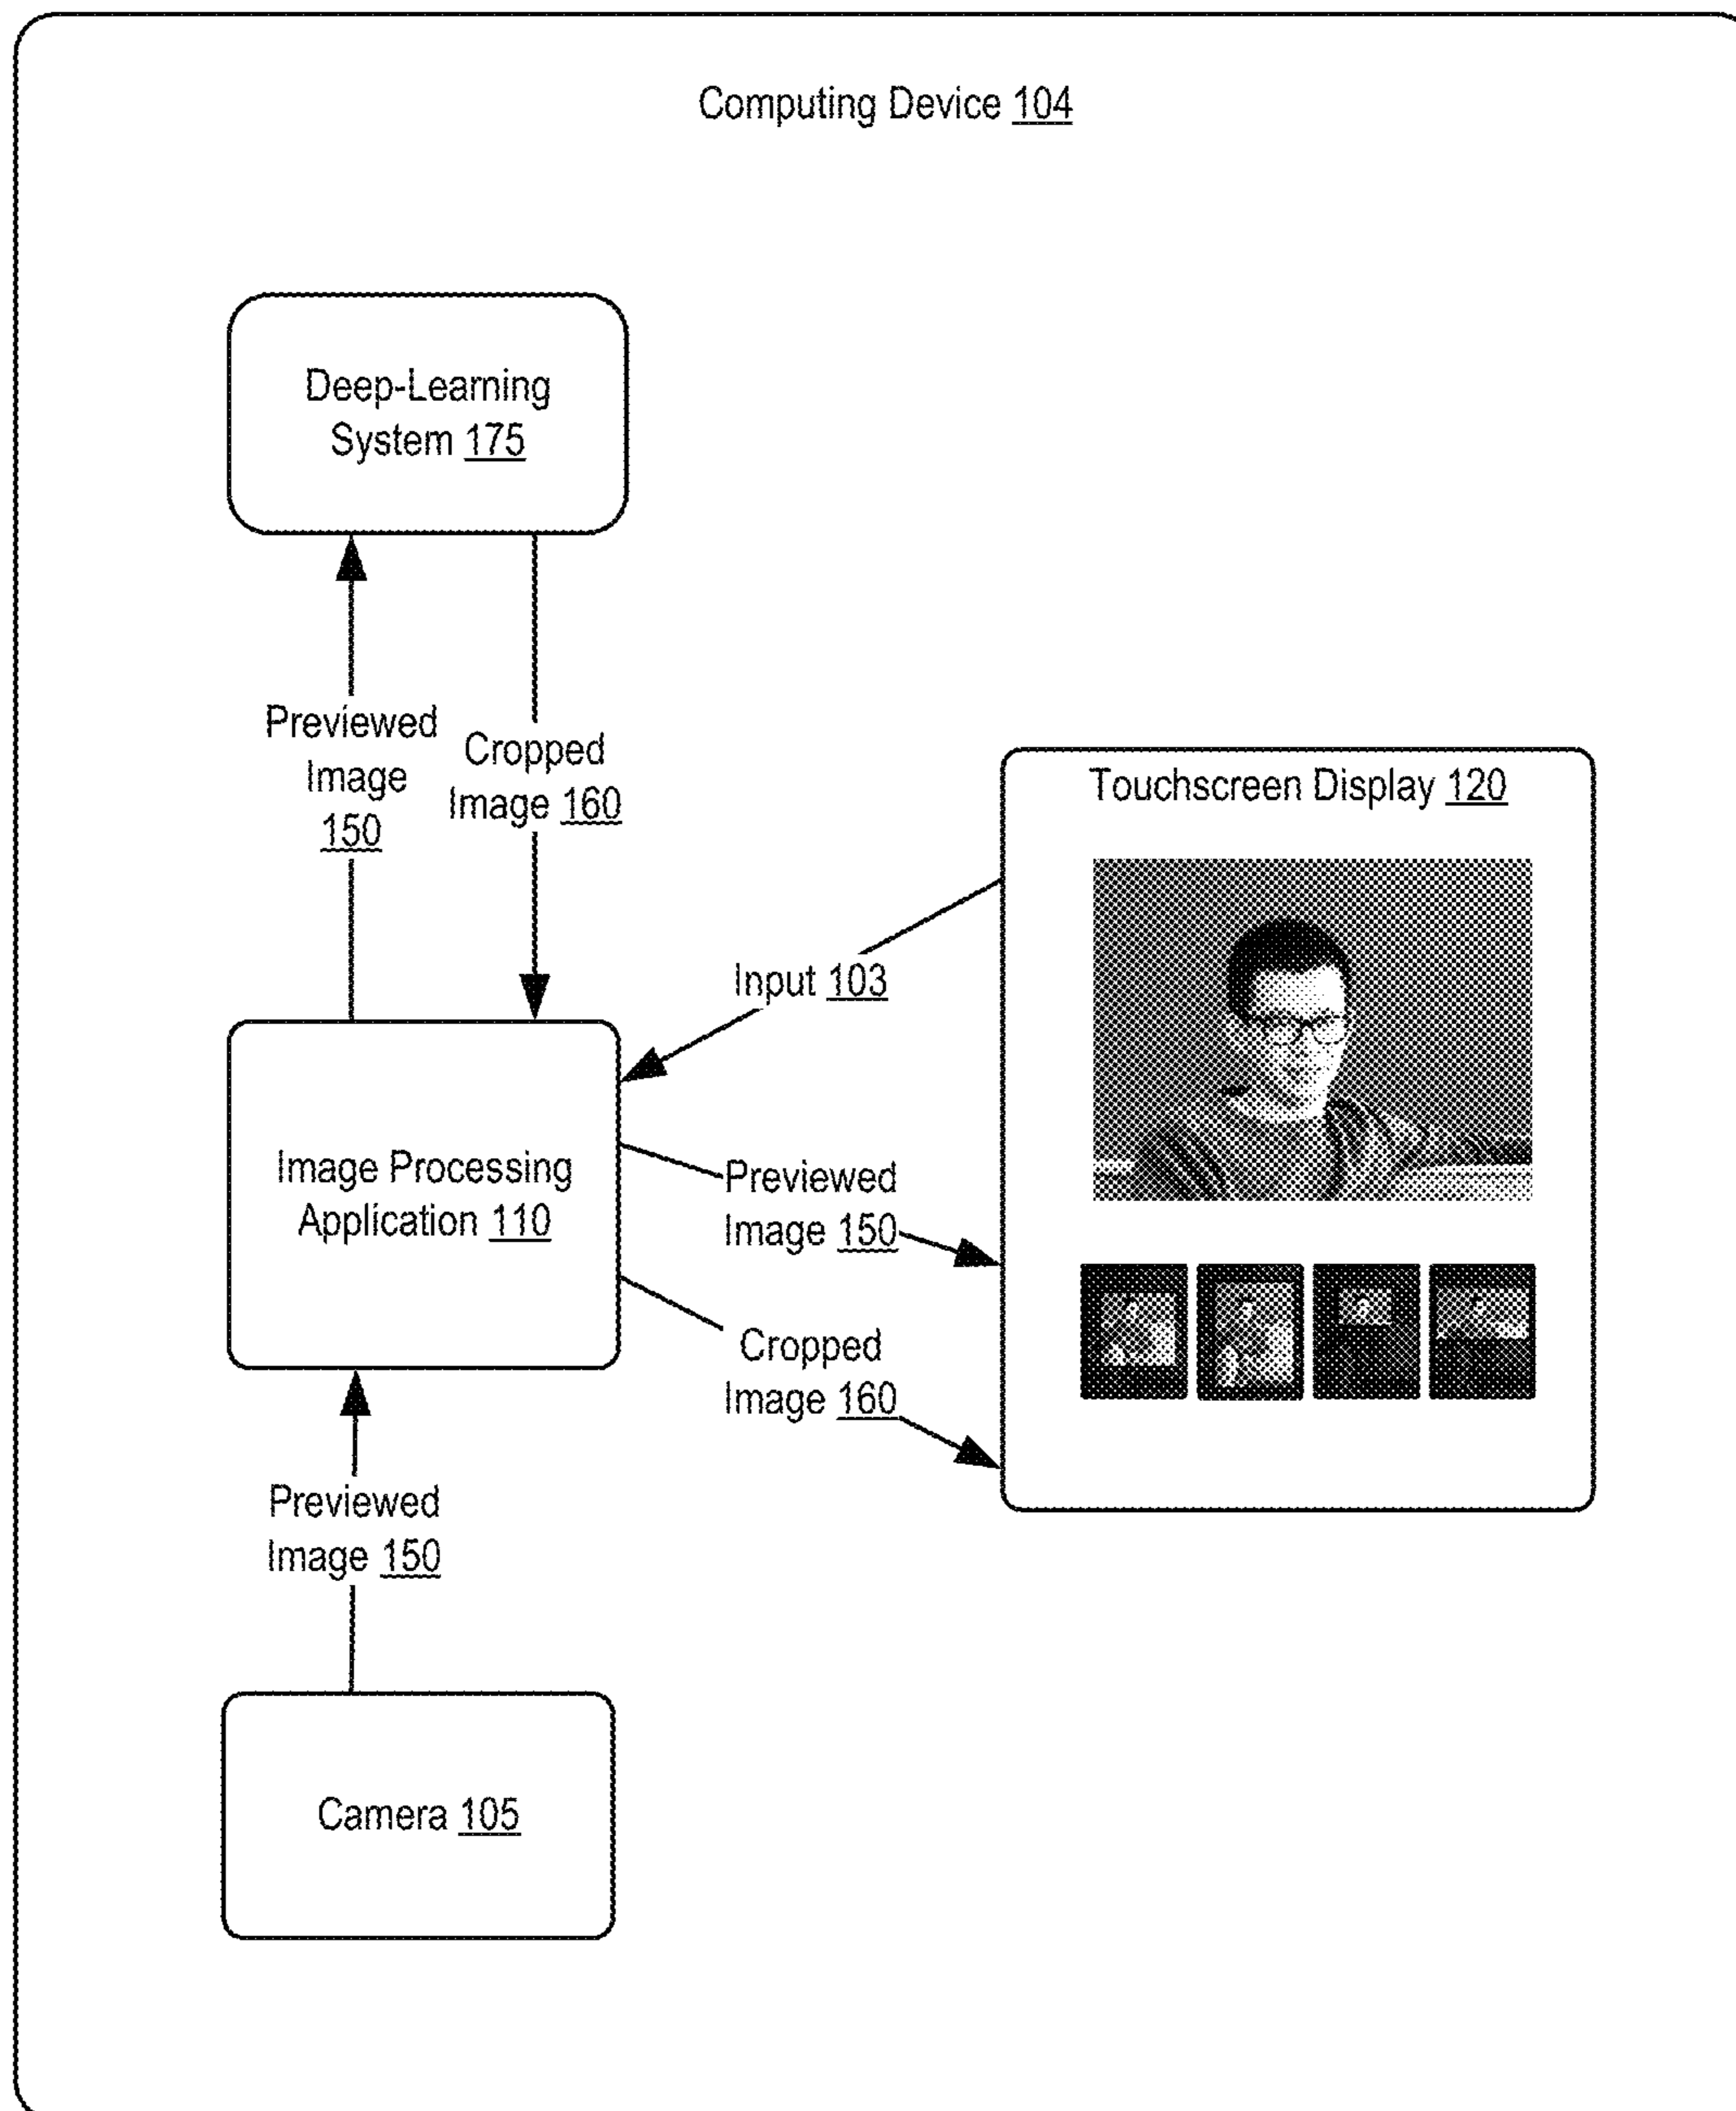 Computing Device 104
Deep-Learning
System 175
Previewed
Image
150
Cropped
Image 160
Touchscreen Display 120
Input 103
Image Processing
Application 110
Previewed
Image 150
Cropped
Image 160
Previewed
Image 150
Camera 105